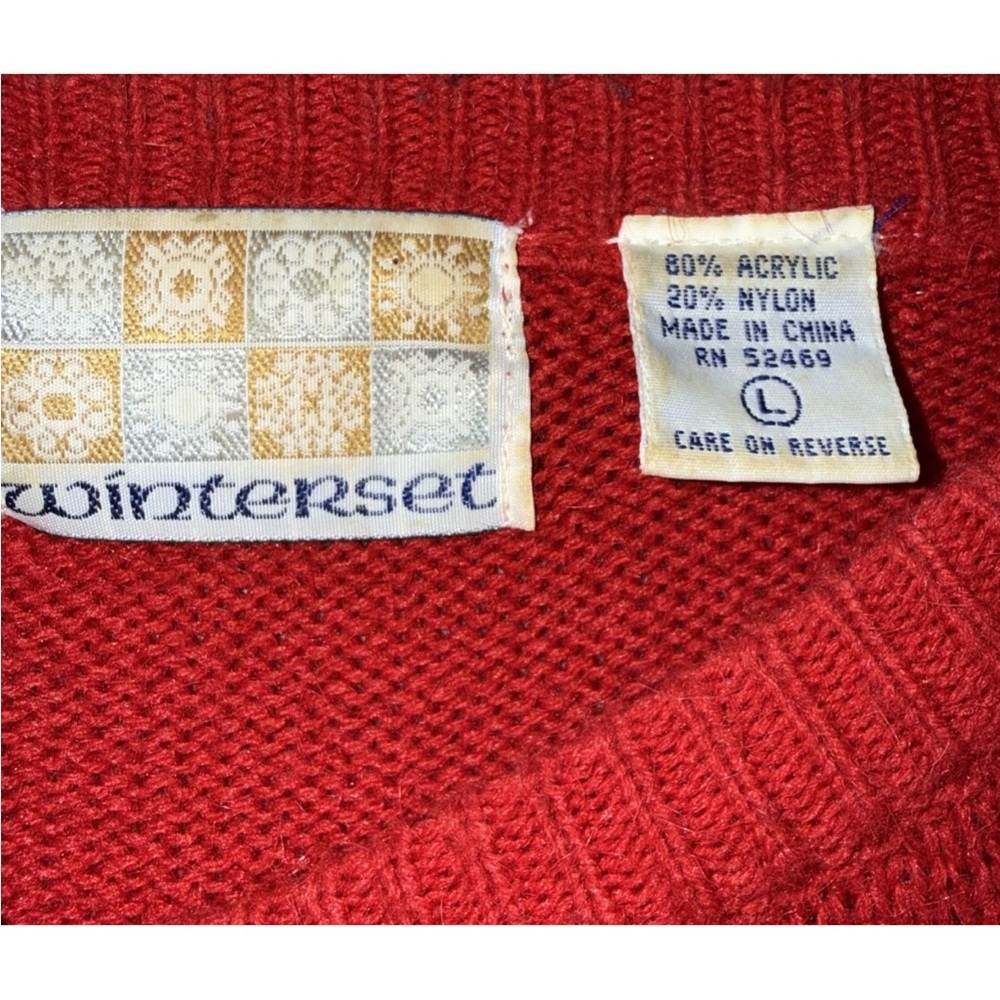 winterset
80% ACRYLIC
20% NYLON
MADE IN CHINA
RN 52469
L
CARE ON REVERSE